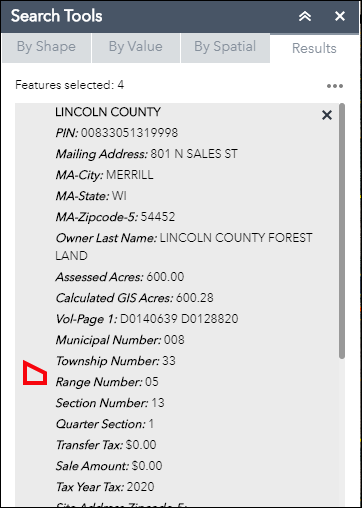 Search Tools
By Shape By Value By Spatial Results
Features selected: 4
LINCOLN COUNTY
PIN: 00833051319998
Mailing Address: 801 N SALES ST
MA-City: MERRILL
MA-State: WI
MA-Zipcode-5: 54452
Owner Last Name: LINCOLN COUNTY FOREST
LAND
Assessed Acres: 600.00
Calculated GIS Acres: 600.28
Vol-Page 1: D0140639 D0128820
Municipal Number: 008
Township Number: 33
Range Number: 05
Section Number: 13
Quarter Section: 1
Transfer Tax: $0.00
Sale Amount: $0.00
Tax Year Tax: 2020
Site Address Zipcode-5: